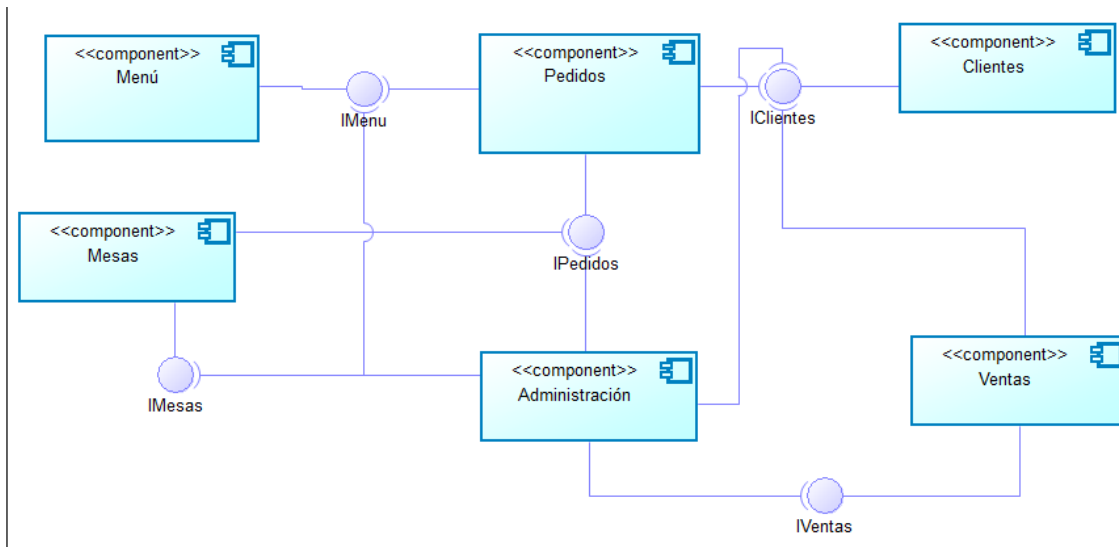 <<component>>
Menú
<<component>>
Pedidos
<<component>>
Clientes
IMenu
IClientes
<<component>>
Mesas
IPedidos
<<component>>
Administración
<<component>>
Ventas
IMesas
IVentas